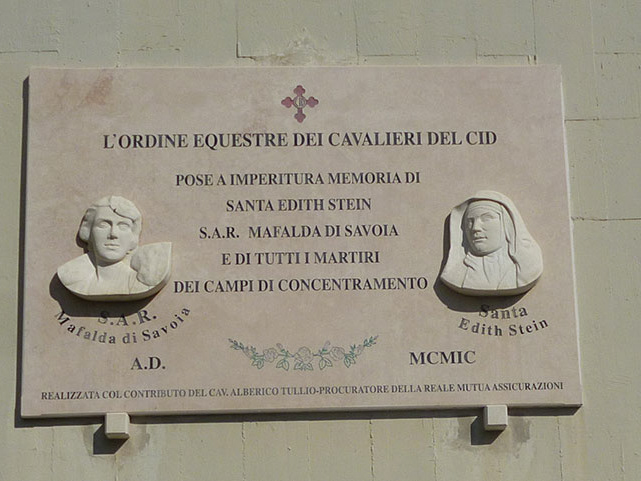 L'ORDINE EQUESTRE DEI CAVALIERI DEL CID
POSE A IMPERITURA MEMORIA DI
SANTA EDITH STEIN
S.A.R. MAFALDA DI SAVOIA
E DI TUTTI I MARTIRI
DEI CAMPI DI CONCENTRAMENTO
S.A.R.
Mafalda di Savoia
Santa
Edith Stein
A.D. MCMIC
REALIZZATA COL CONTRIBUTO DEL CAV. ALBERICO TULLIO-PROCURATORE DELLA REALE MUTUA ASSICURAZIONI